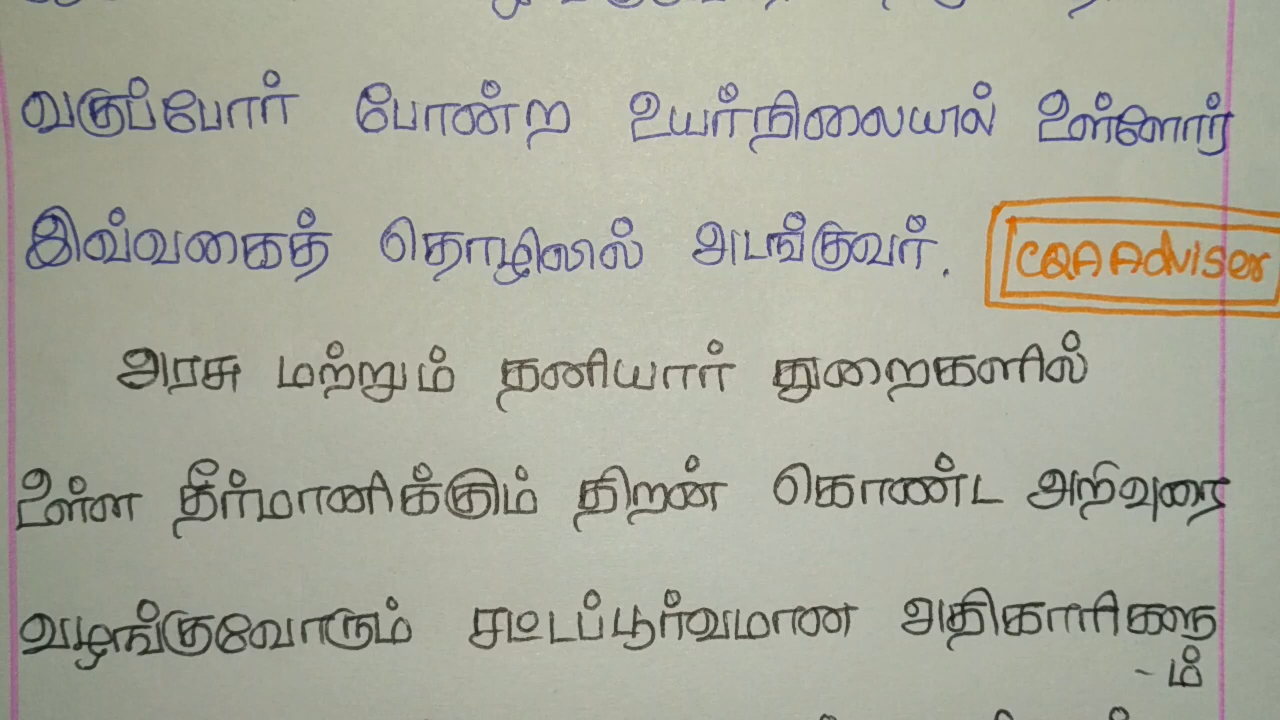 வகுப்போர் போன்ற உயர்நிலையில் உள்ளோர்
இவ்வகைத் தொழிலில் அடங்குவர்.
CQA Adviser
அரசு மற்றும் தனியார் துறைகளில்
உள்ள தீர்மானிக்கும் திறன் கொண்ட அறிவுரை
வழங்குவோரும் சட்டப்பூர்வமான அதிகாரிகளு
-ம்